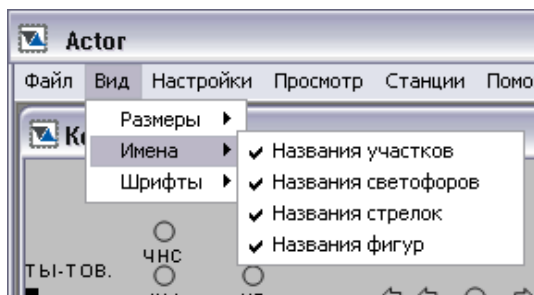 Actor
Файл Вид Настройки Просмотр Станции Помо
Размеры
Имена
Шрифты
Названия участков
Названия светофоров
Названия стрелок
Названия фигур
ЧНС
ТЫ-ТОВ.